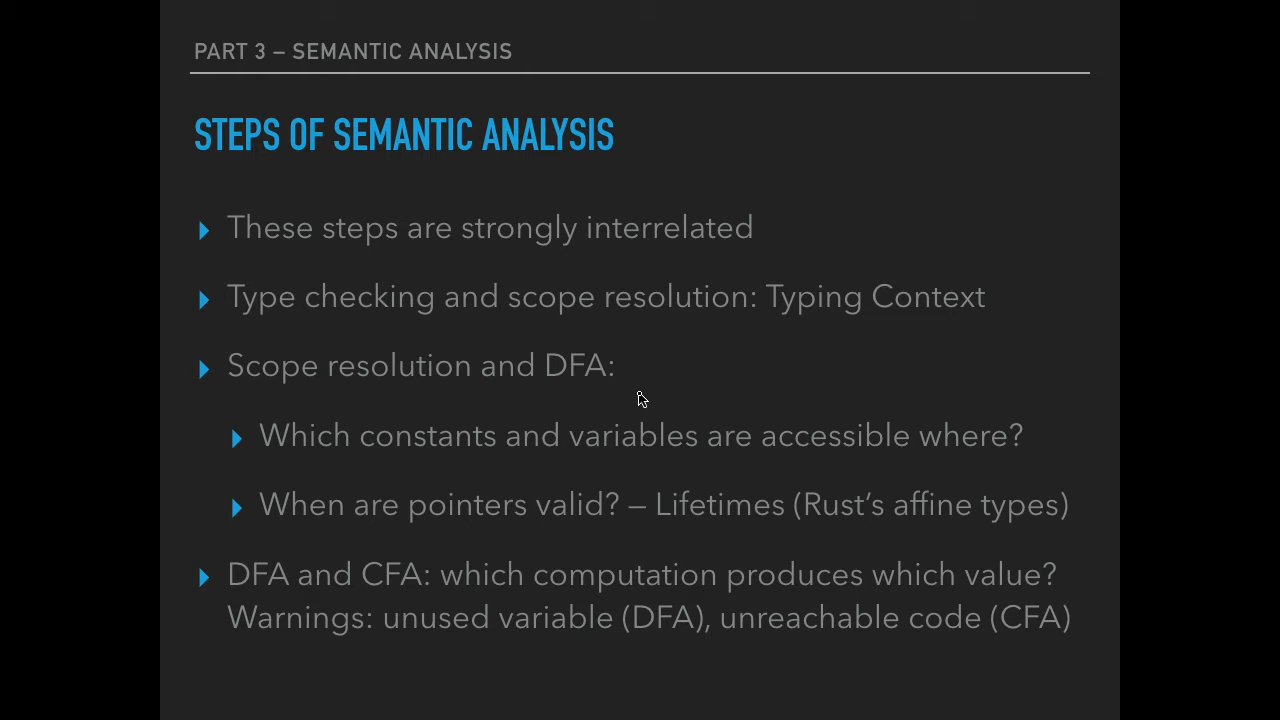 PART 3 – SEMANTIC ANALYSIS
STEPS OF SEMANTIC ANALYSIS
These steps are strongly interrelated
Type checking and scope resolution: Typing Context
Scope resolution and DFA:
Which constants and variables are accessible where?
When are pointers valid? – Lifetimes (Rust’s affine types)
DFA and CFA: which computation produces which value?
Warnings: unused variable (DFA), unreachable code (CFA)